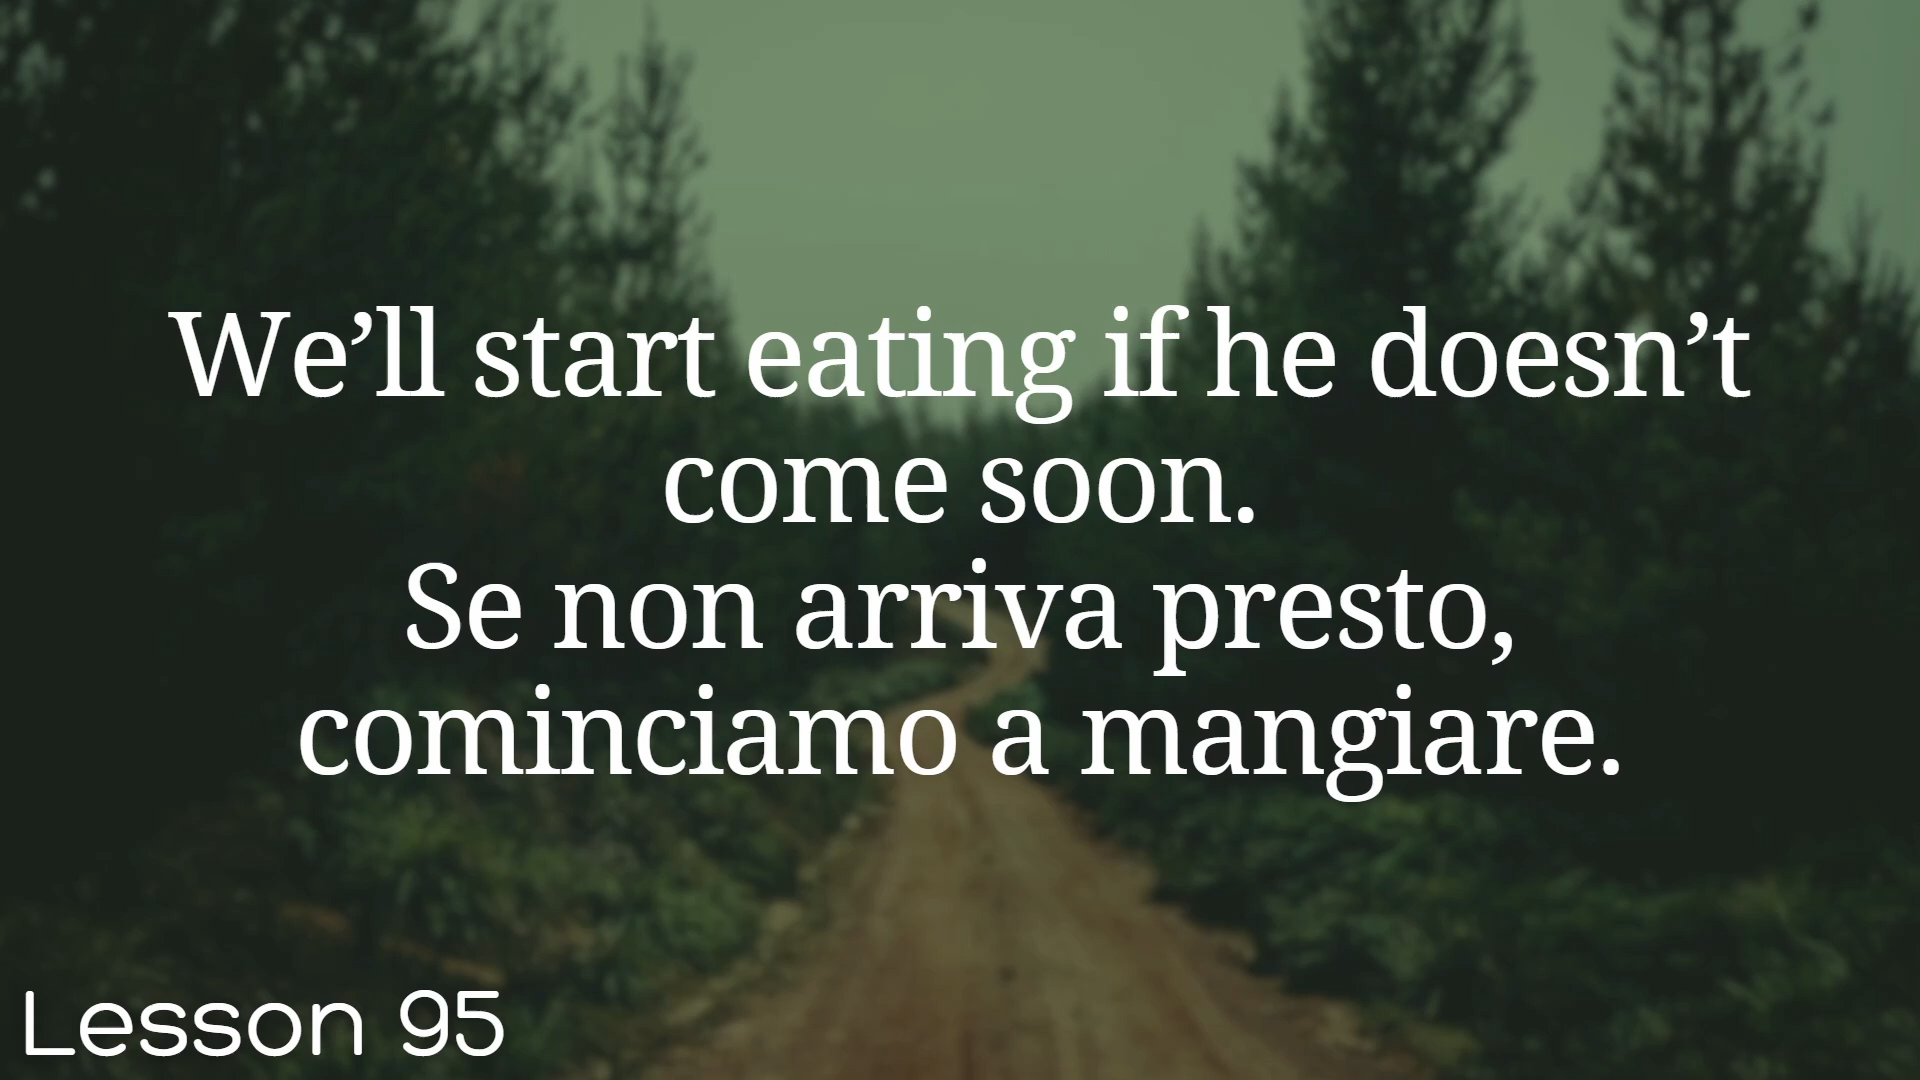 We’ll start eating if he doesn’t
come soon.
Se non arriva presto,
cominciamo a mangiare.
Lesson 95